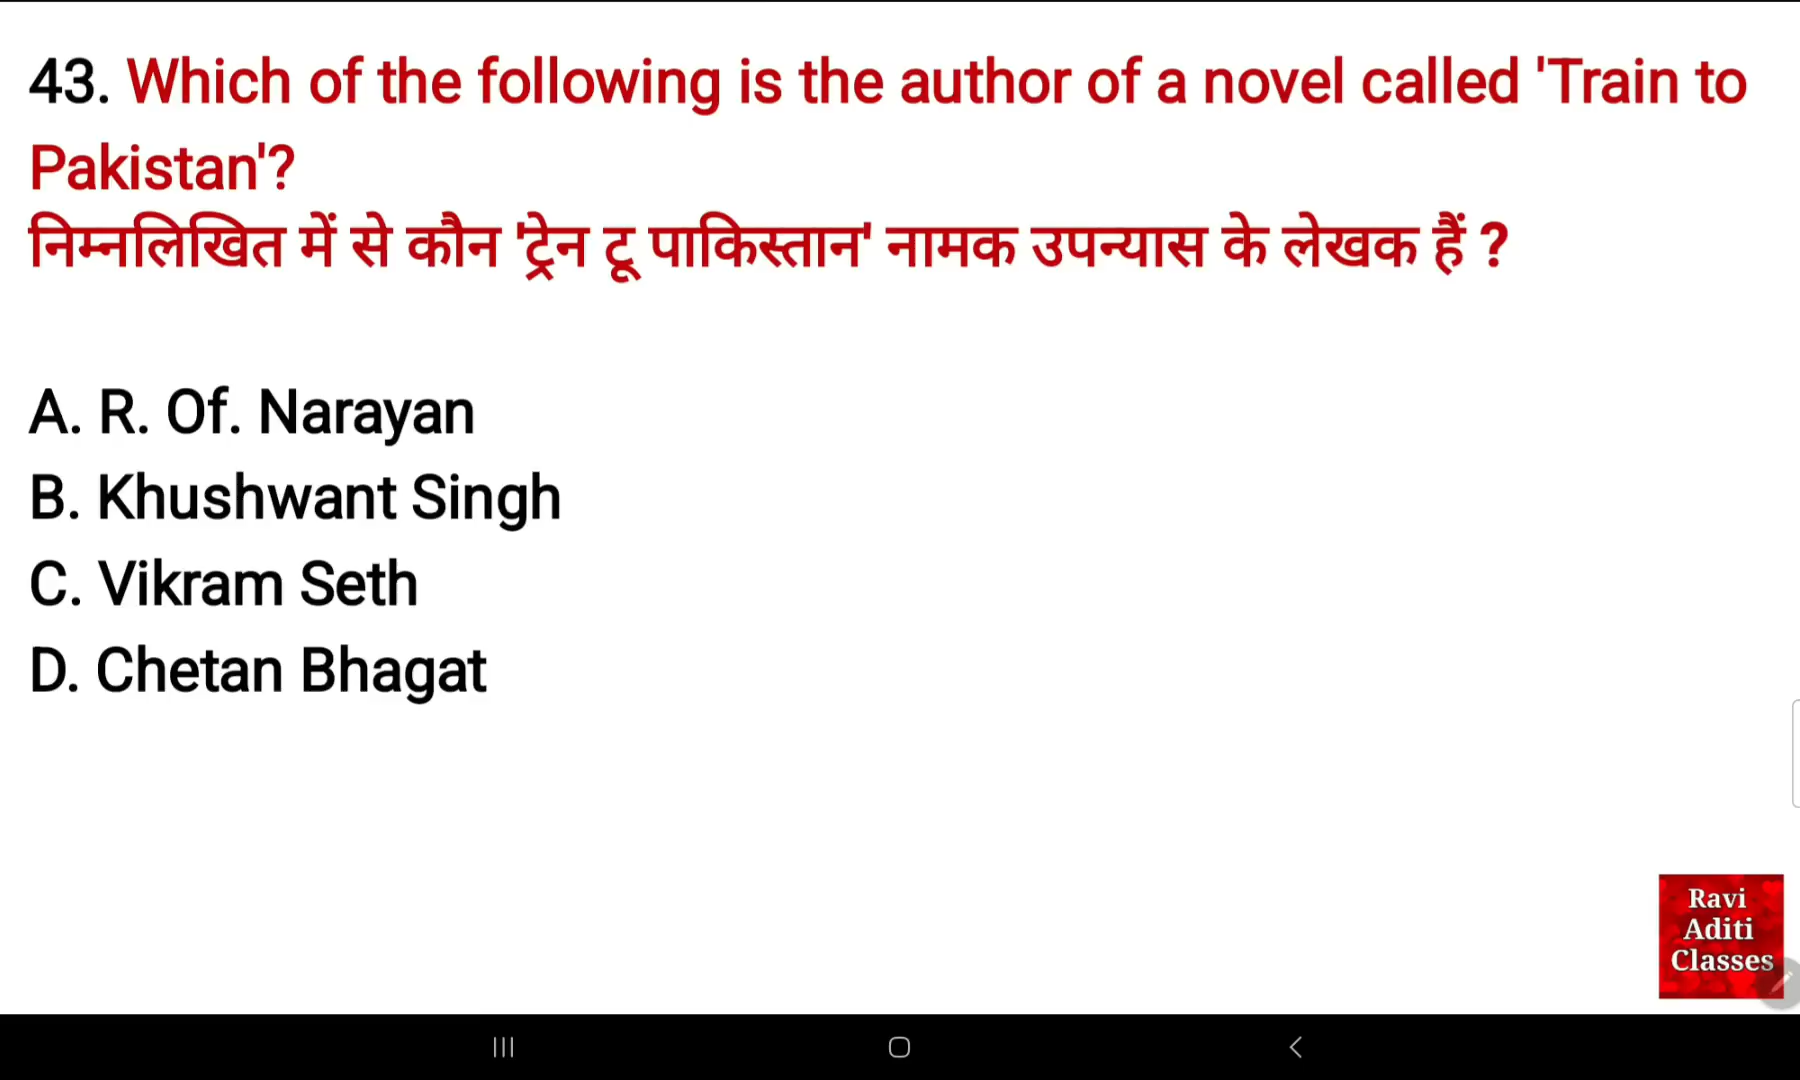 43. Which of the following is the author of a novel called 'Train to
Pakistan'?
निम्नलिखित में से कौन 'ट्रेन टू पाकिस्तान' नामक उपन्यास के लेखक हैं ?
A. R. Of. Narayan
B. Khushwant Singh
C. Vikram Seth
D. Chetan Bhagat
Ravi
Aditi
Classes